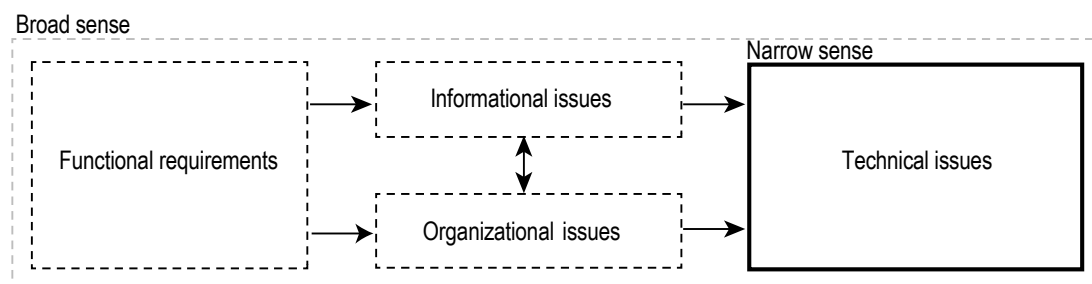 Broad sense
Narrow sense
Informational issues
Functional requirements
Technical issues
Organizational issues